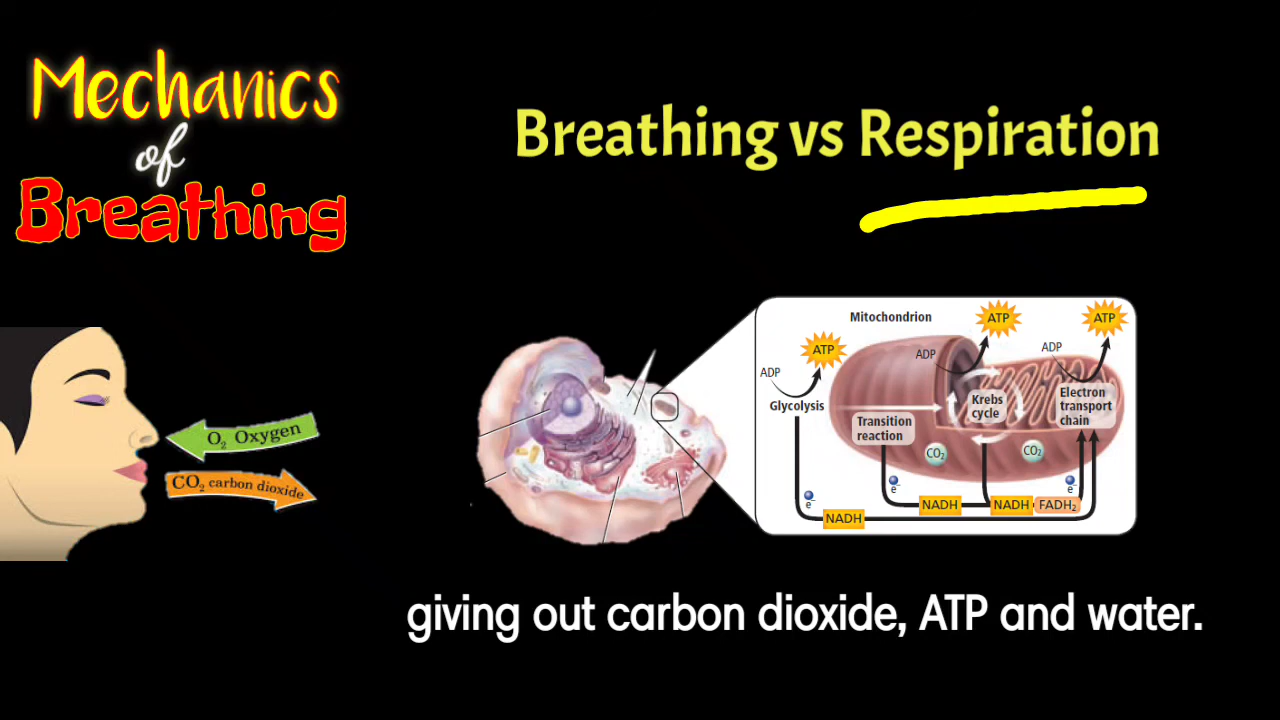 Mechanics
of
Breathing
Breathing vs Respiration
O₂ Oxygen
CO₂ carbon dioxide
Mitochondrion
ATP
ATP
ATP
ADP
ADP
ADP
Glycolysis
Krebs
cycle
Electron
transport
chain
Transition
reaction
CO₂
CO₂
e⁻
e⁻
e⁻
NADH
NADH
NADH
FADH₂
giving out carbon dioxide, ATP and water.